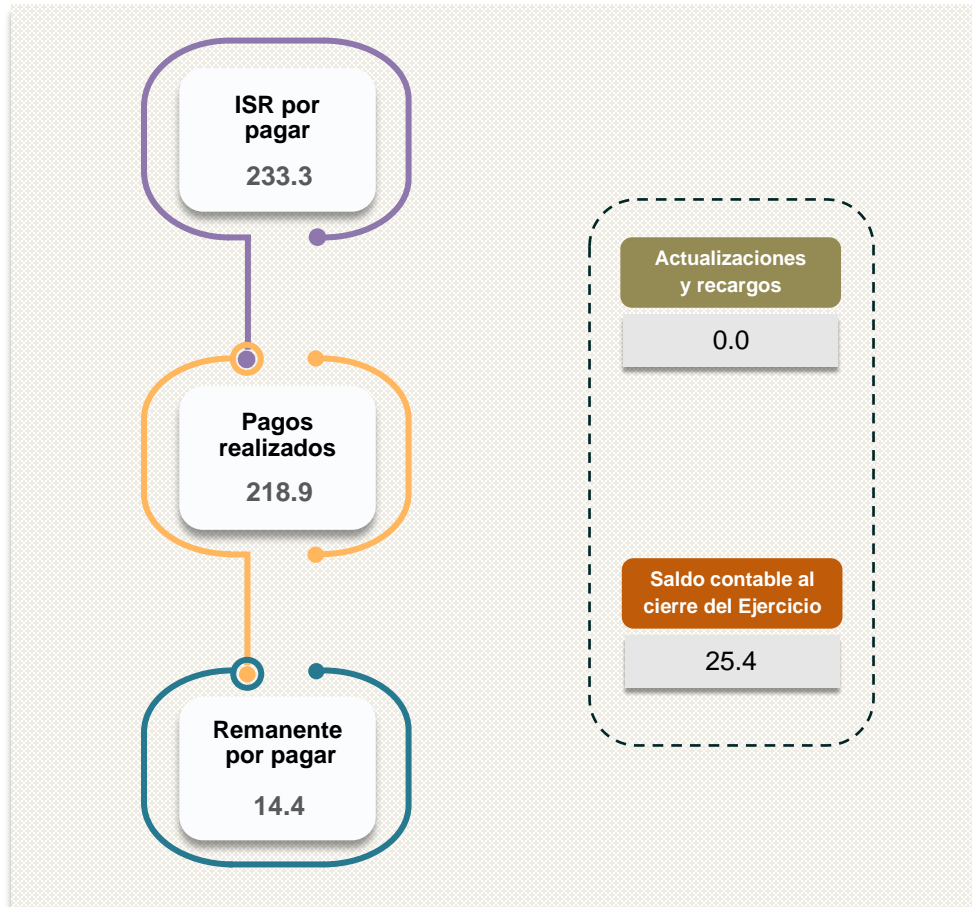 ISR por
pagar
233.3
Pagos
realizados
218.9
Remanente
por pagar
14.4
Actualizaciones
y recargos
0.0
Saldo contable al
cierre del Ejercicio
25.4